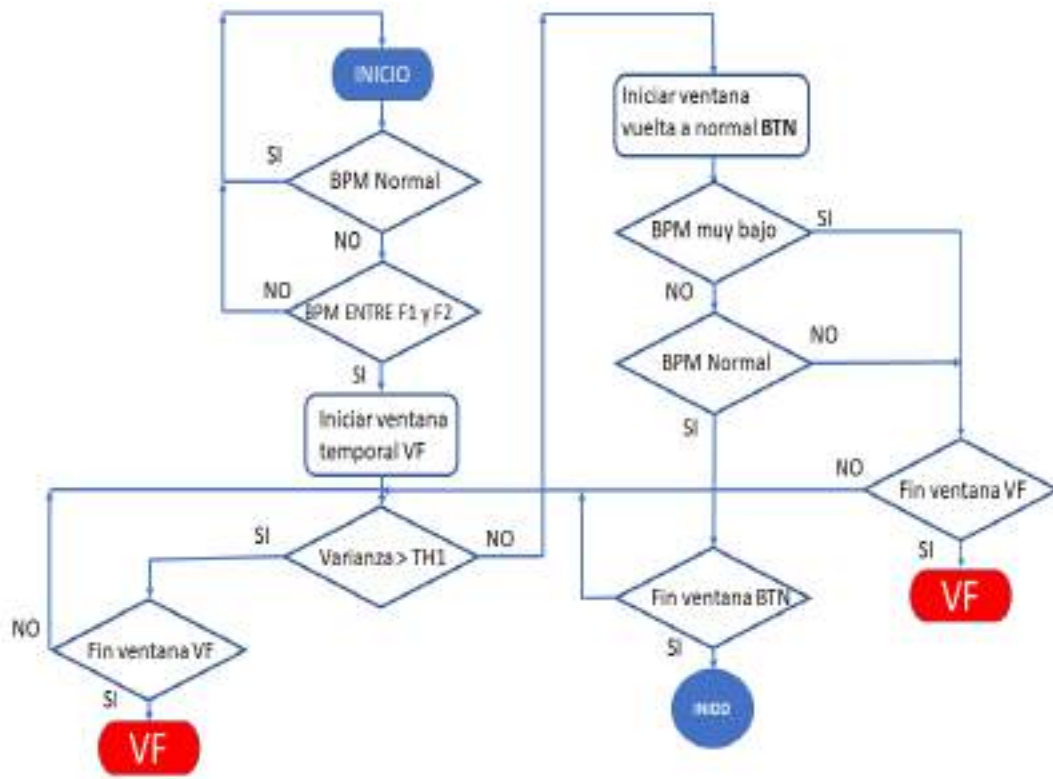 INICIO
SI
BPM Normal
NO
NO
BPM ENTRE F1 y F2
SI
Iniciar ventana
temporal VF
SI
Varianza > TH1
NO
NO
Fin ventana VF
SI
VF
Iniciar ventana
vuelta a normal BTN
BPM muy bajo
SI
NO
BPM Normal
NO
SI
NO
Fin ventana VF
SI
VF
Fin ventana BTN
SI
INICIO